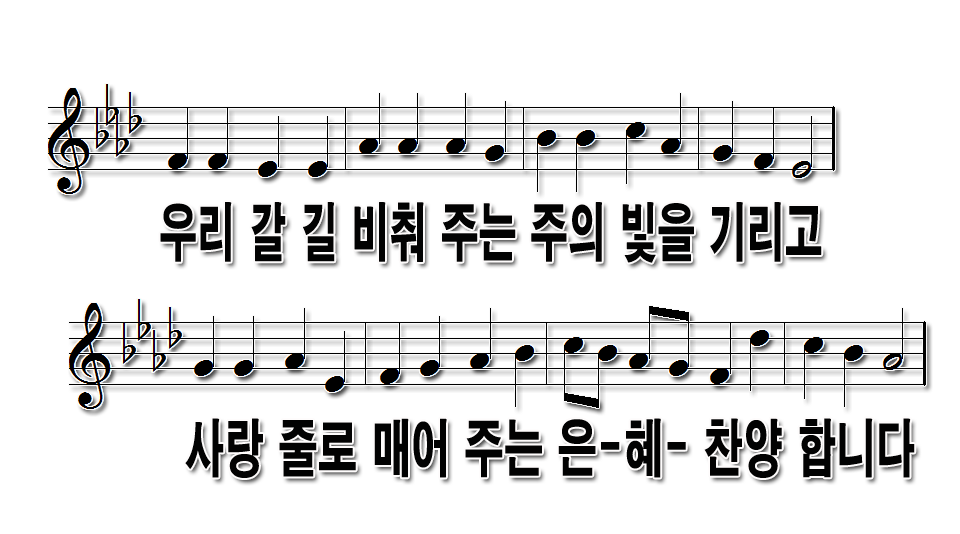 우리 갈 길 비춰 주는 주의 빛을 기리고
사랑 줄로 매어 주는 은-혜- 찬양 합니다